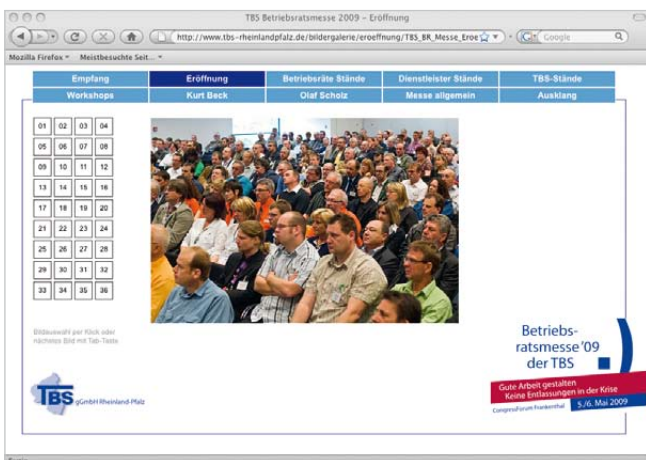 TBS Betriebsratsmesse 2009 – Eröffnung
http://www.tbs-rheinlandpfalz.de/bildergalerie/eroeffnung/TBS_BR_Messe_Eroe
Google
Mozilla Firefox
Meistbesuchte Seit...
Empfang Eröffnung Betriebsräte Stände Dienstleister Stände TBS-Stände
Workshops Kurt Beck Olaf Scholz Messe allgemein Ausklang
01 02 03 04
05 06 07 08
09 10 11 12
13 14 15 16
17 18 19 20
21 22 23 24
25 26 27 28
29 30 31 32
33 34 35 36
Bildauswahl per Klick oder
nächstes Bild mit Tab-Taste
TBS gGmbH Rheinland-Pfalz
Betriebs-
ratsmesse '09
der TBS
Gute Arbeit gestalten
Keine Entlassungen in der Krise
CongressForum Frankenthal 5./6. Mai 2009